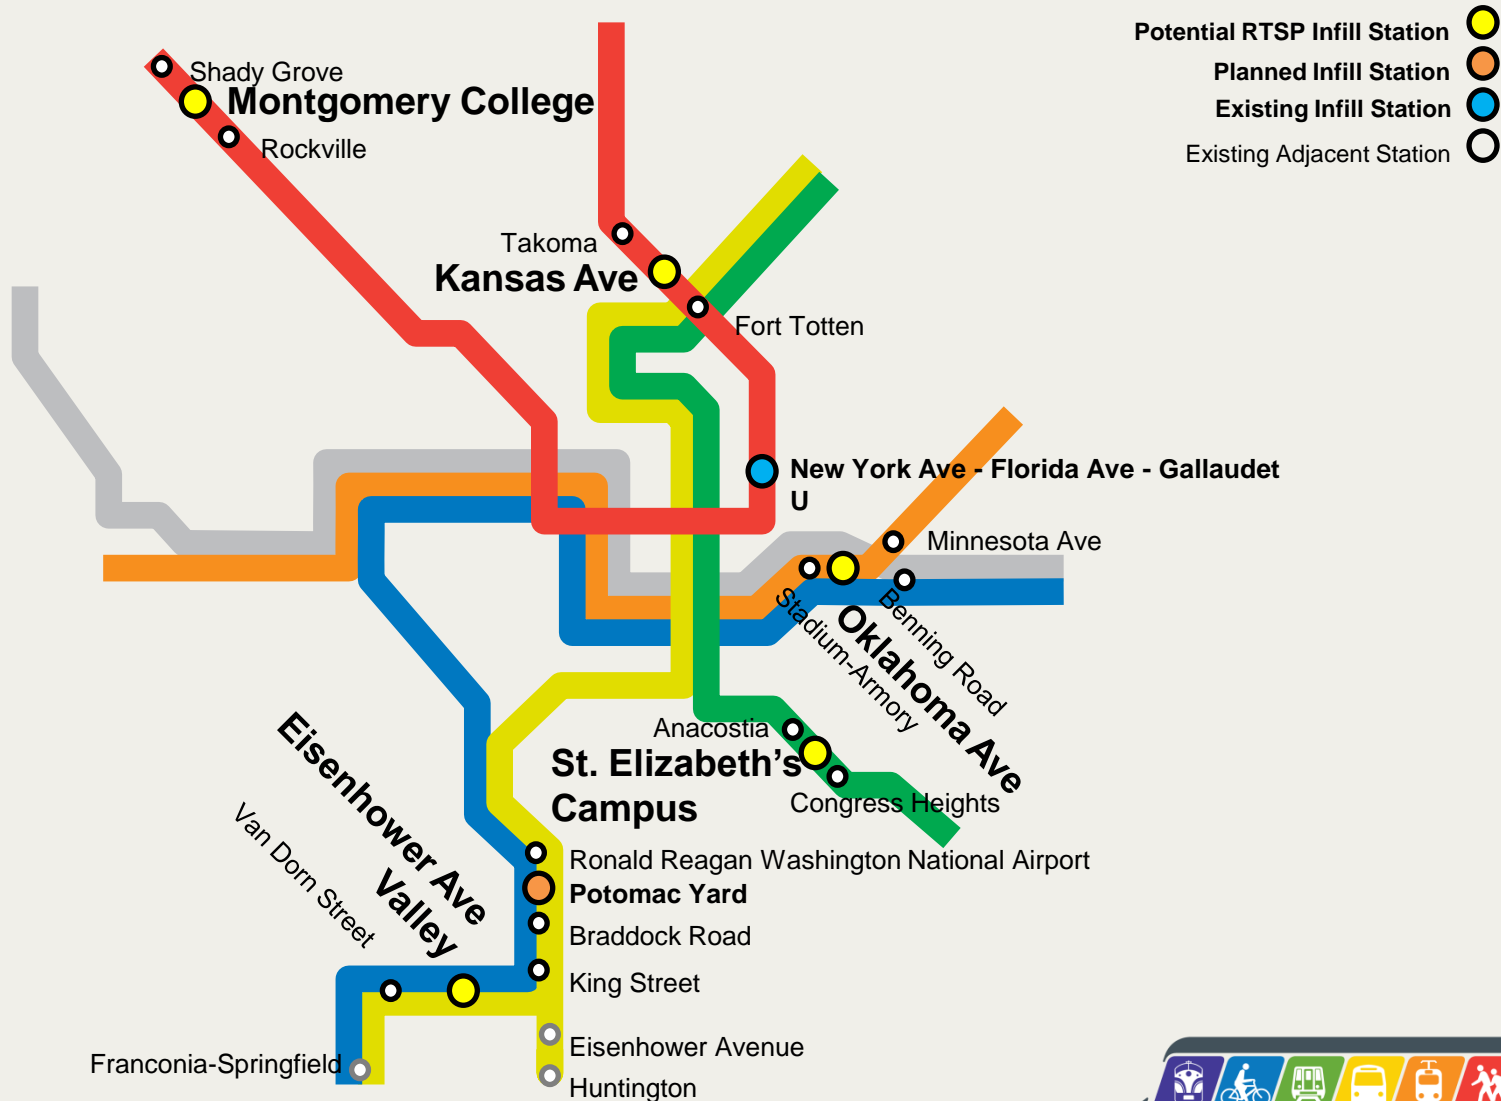 Potential RTSP Infill Station
Planned Infill Station
Existing Infill Station
Existing Adjacent Station
Shady Grove
Montgomery College
Rockville
Takoma
Kansas Ave
Fort Totten
New York Ave - Florida Ave - Gallaudet
U
Minnesota Ave
Benning Road
Oklahoma Ave
Stadium-Armory
Anacostia
St. Elizabeth's
Campus
Congress Heights
Eisenhower Ave
Valley
Van Dorn Street
Ronald Reagan Washington National Airport
Potomac Yard
Braddock Road
King Street
Eisenhower Avenue
Franconia-Springfield
Huntington